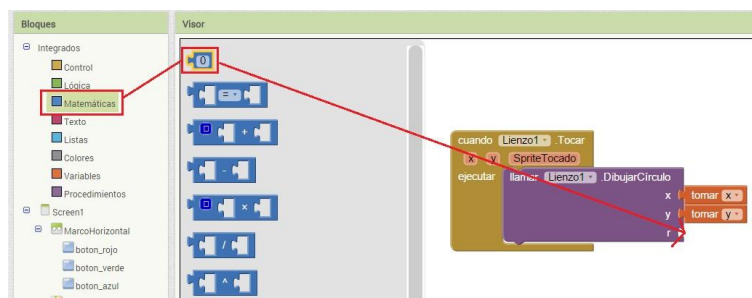 Bloques
Visor
Integrados
Control
Lógica
Matemáticas
Texto
Listas
Colores
Variables
Procedimientos
Screen1
MarcoHorizontal
boton_rojo
boton_verde
boton_azul
0
=
+
-
×
/
^
cuando Lienzo1 .Tocar
x y SpriteTocado
ejecutar llamar Lienzo1 .DibujarCírculo
x tomar x
y tomar y
r